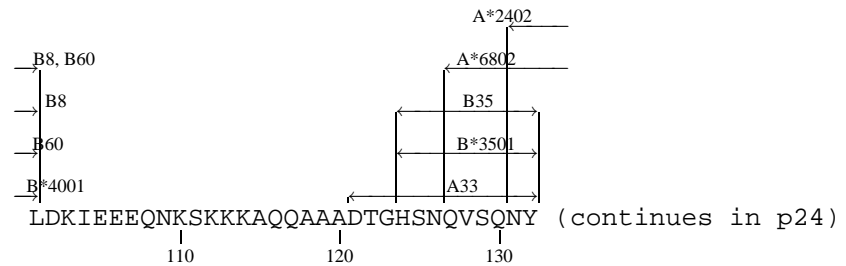 A*2402
B8, B60 A*6802
B8 B35
B60 B*3501
B*4001 A33
LDKIEEEQNKSKKKAQQAAADTGHSNQVSQNY (continues in p24)
110 120 130